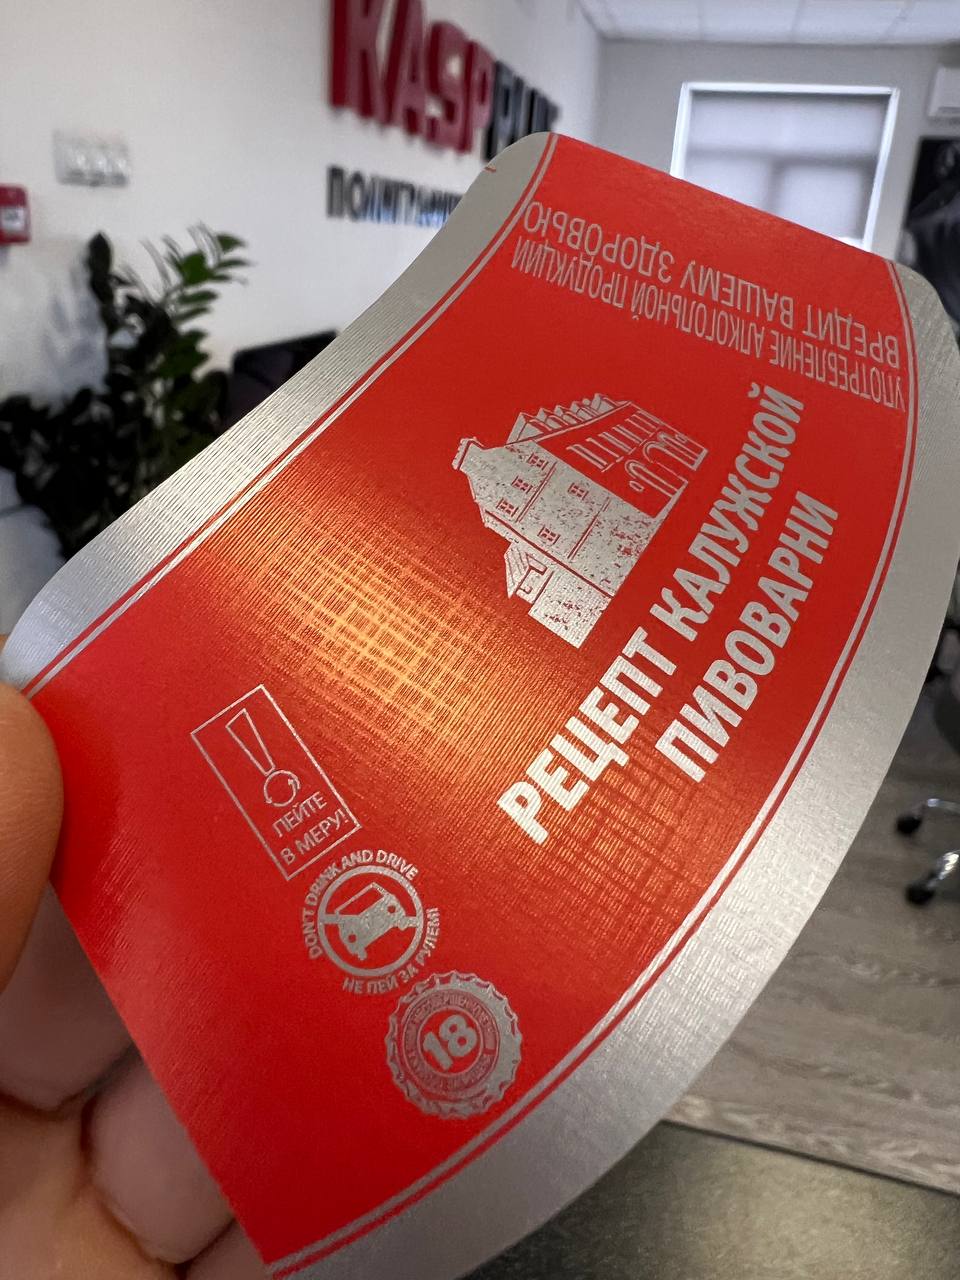 KASP
УПОТРЕБЛЕНИЕ АЛКОГОЛЬНОЙ ПРОДУКЦИИ
ВРЕДИТ ВАШЕМУ ЗДОРОВЬЮ
РЕЦЕПТ КАЛУЖСКОЙ
ПИВОВАРНИ
ПЕЙТЕ
В МЕРУ!
DON'T DRINK AND DRIVE
НЕ ПЕЙ ЗА РУЛЕМ!
18